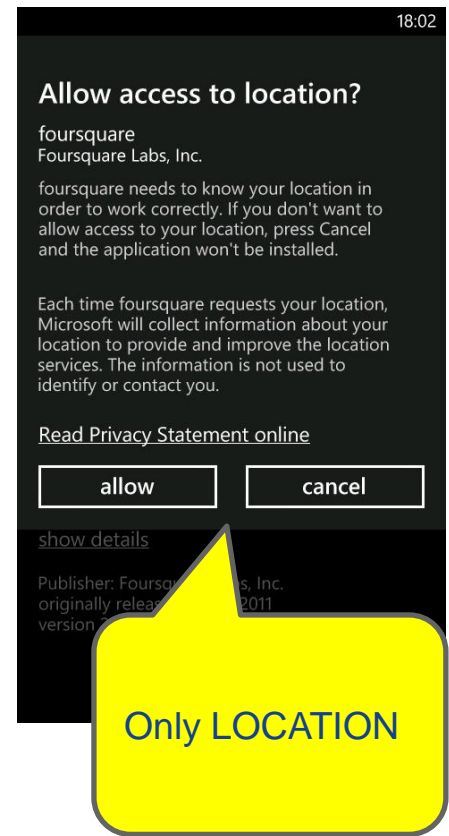 18:02
Allow access to location?
foursquare
Foursquare Labs, Inc.
foursquare needs to know your location in
order to work correctly. If you don't want to
allow access to your location, press Cancel
and the application won't be installed.
Each time foursquare requests your location,
Microsoft will collect information about your
location to provide and improve the location
services. The information is not used to
identify or contact you.
Read Privacy Statement online
allow cancel
show details
Publisher: Inc.
originally 2011
version
Only LOCATION